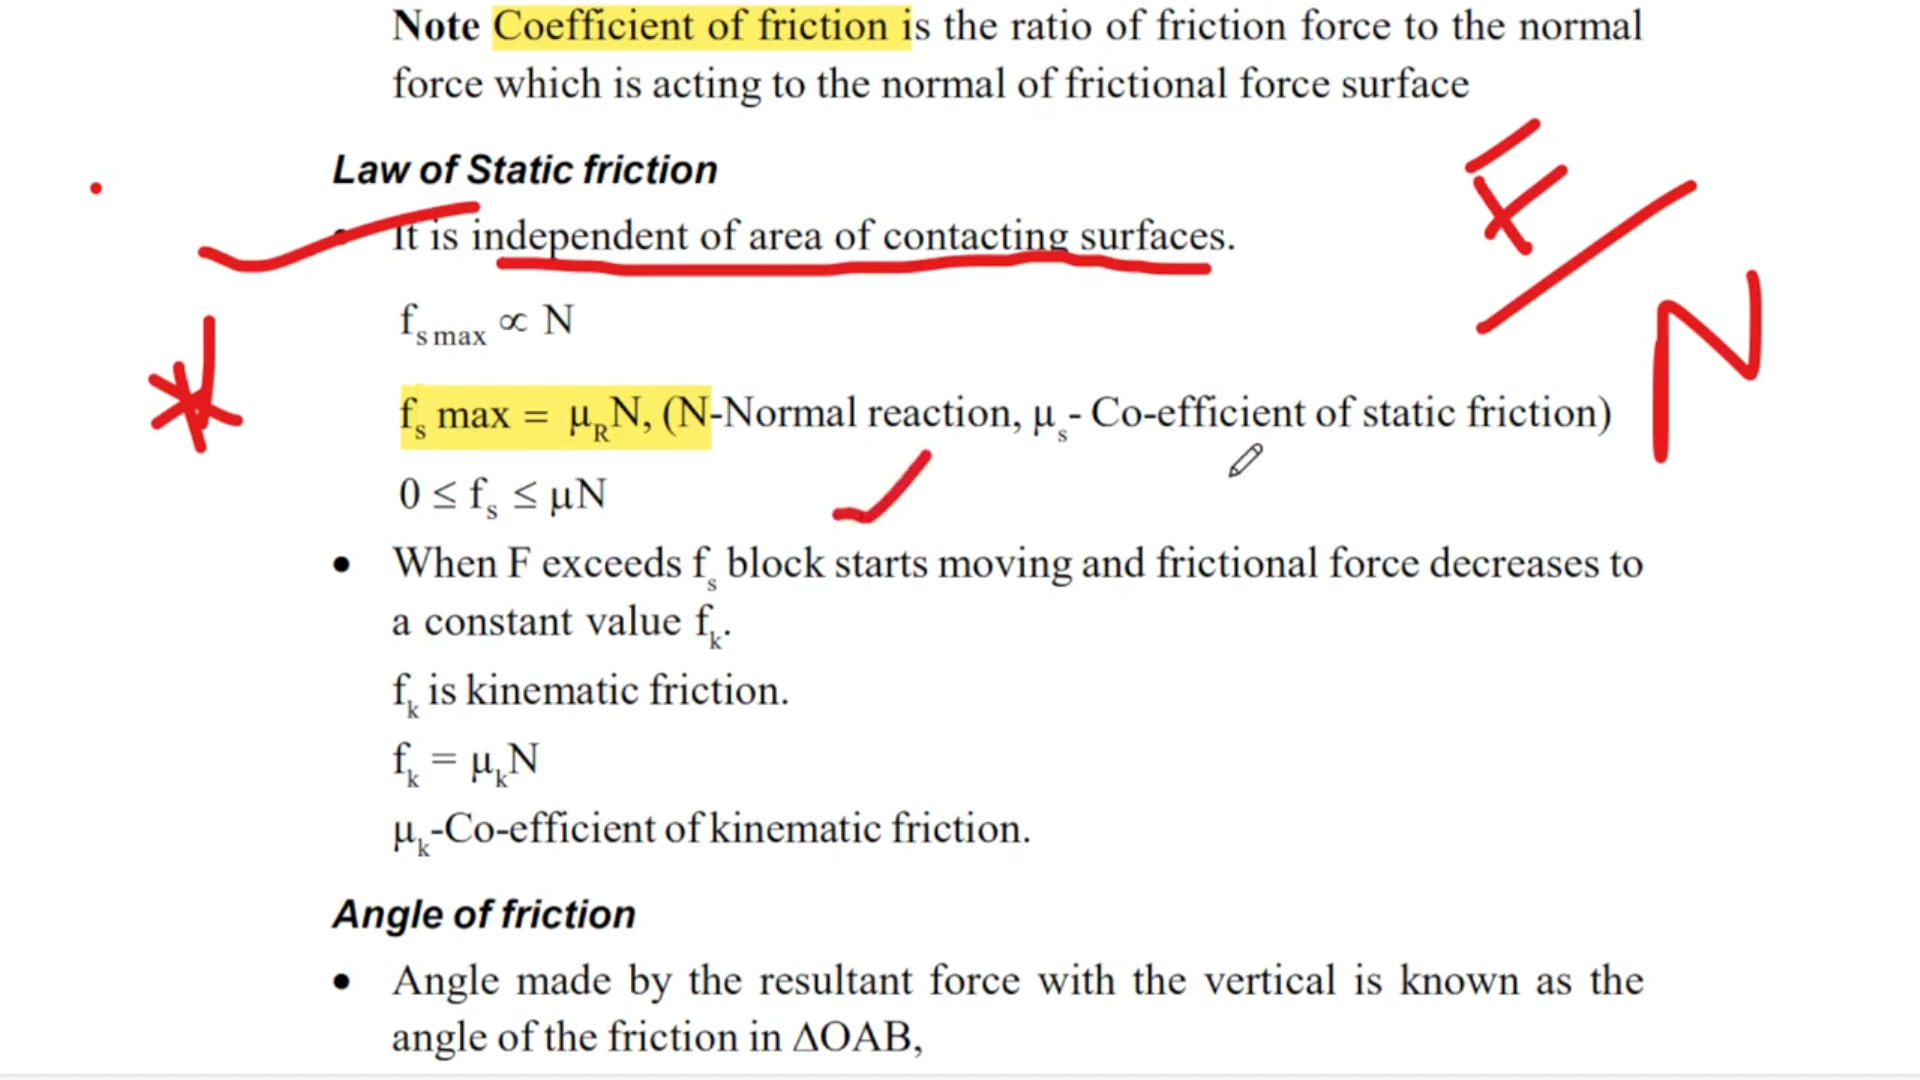 Note Coefficient of friction is the ratio of friction force to the normal
force which is acting to the normal of frictional force surface
Law of Static friction
• It is independent of area of contacting surfaces.
fs max ∝ N
fs max = μRN, (N-Normal reaction, μs- Co-efficient of static friction)
0 ≤ fs ≤ μN
• When F exceeds fs block starts moving and frictional force decreases to
a constant value fk.
fk is kinematic friction.
fk = μkN
μk-Co-efficient of kinematic friction.
Angle of friction
• Angle made by the resultant force with the vertical is known as the
angle of the friction in ΔOAB,
F/N